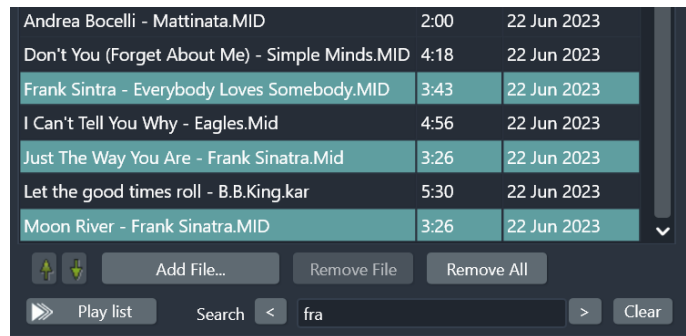 Andrea Bocelli - Mattinata.MID 2:00 22 Jun 2023
Don't You (Forget About Me) - Simple Minds.MID 4:18 22 Jun 2023
Frank Sintra - Everybody Loves Somebody.MID 3:43 22 Jun 2023
I Can't Tell You Why - Eagles.Mid 4:56 22 Jun 2023
Just The Way You Are - Frank Sinatra.Mid 3:26 22 Jun 2023
Let the good times roll - B.B.King.kar 5:30 22 Jun 2023
Moon River - Frank Sinatra.MID 3:26 22 Jun 2023
Add File... Remove File Remove All
Play list Search < fra > Clear